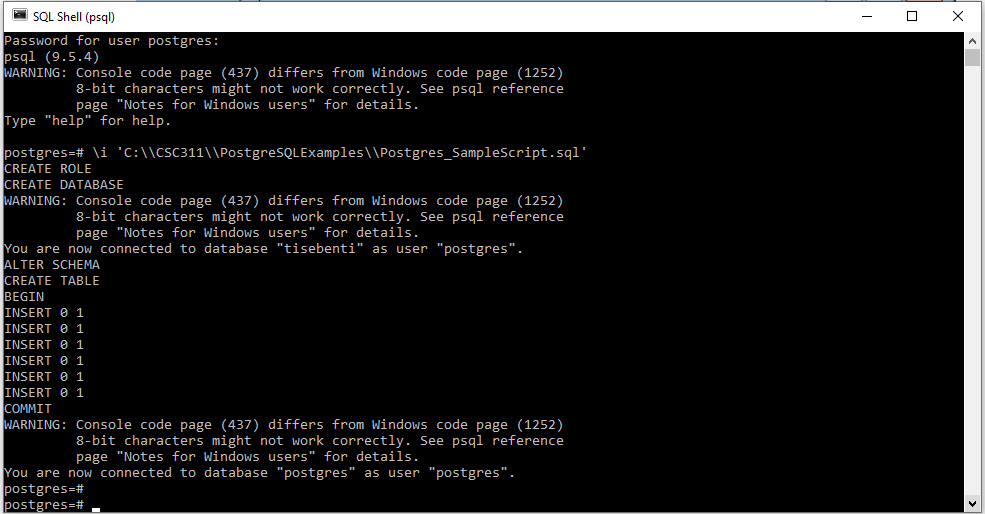 SQL Shell (psql)
Password for user postgres:
psql (9.5.4)
WARNING: Console code page (437) differs from Windows code page (1252)
         8-bit characters might not work correctly. See psql reference
         page "Notes for Windows users" for details.
Type "help" for help.

postgres=# \i 'C:\\CSC311\\PostgreSQLExamples\\Postgres_SampleScript.sql'
CREATE ROLE
CREATE DATABASE
WARNING: Console code page (437) differs from Windows code page (1252)
         8-bit characters might not work correctly. See psql reference
         page "Notes for Windows users" for details.
You are now connected to database "tisebenti" as user "postgres".
ALTER SCHEMA
CREATE TABLE
BEGIN
INSERT 0 1
INSERT 0 1
INSERT 0 1
INSERT 0 1
INSERT 0 1
INSERT 0 1
COMMIT
WARNING: Console code page (437) differs from Windows code page (1252)
         8-bit characters might not work correctly. See psql reference
         page "Notes for Windows users" for details.
You are now connected to database "postgres" as user "postgres".
postgres=#
postgres=#